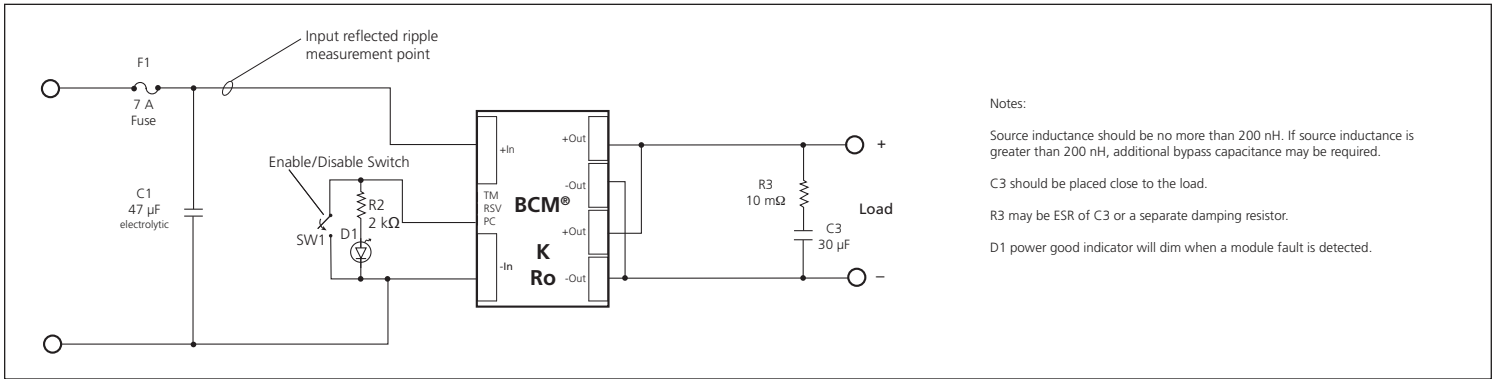 Input reflected ripple
measurement point
F1
7 A
Fuse
C1
47 µF
electrolytic
Enable/Disable Switch
SW1
R2
2 kΩ
D1
+In
TM
RSV
PC
-In
BCM®
K
Ro
+Out
-Out
+Out
-Out
R3
10 mΩ
C3
30 µF
+
Load
–
Notes:
Source inductance should be no more than 200 nH. If source inductance is
greater than 200 nH, additional bypass capacitance may be required.
C3 should be placed close to the load.
R3 may be ESR of C3 or a separate damping resistor.
D1 power good indicator will dim when a module fault is detected.